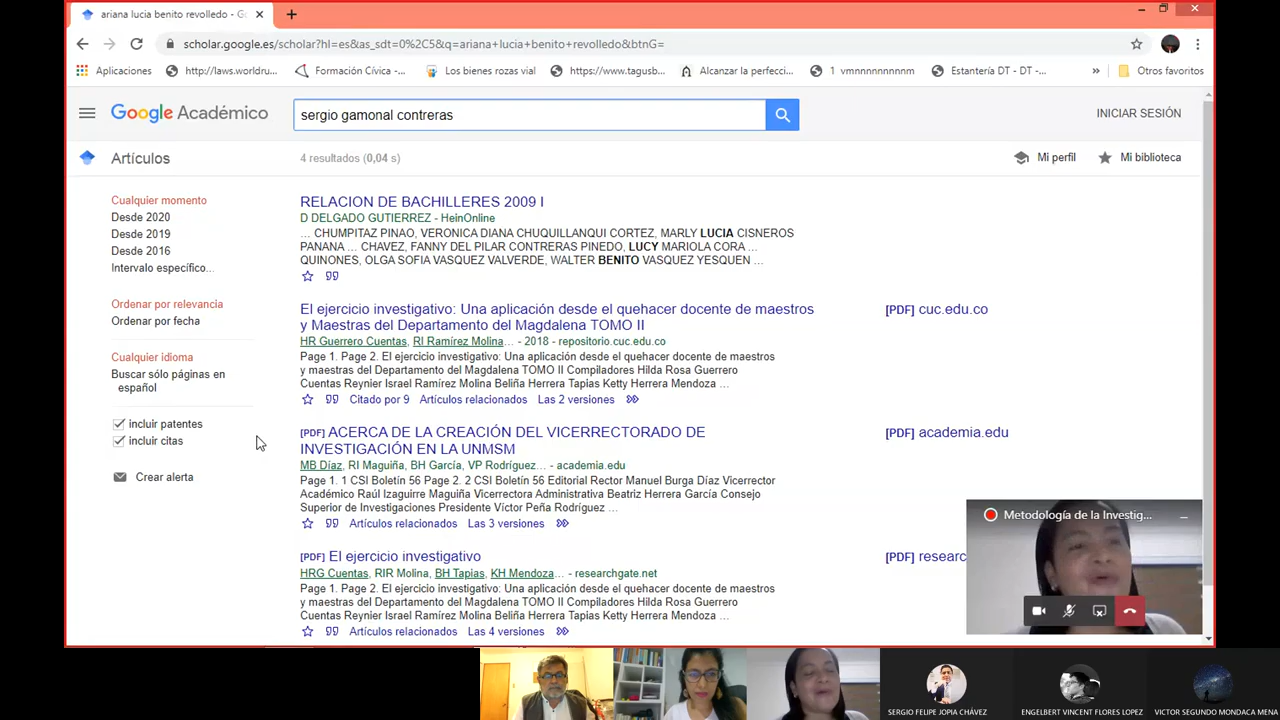 ariana lucia benito revolledo - Go
scholar.google.es/scholar?hl=es&as_sdt=0%2C5&q=ariana+lucia+benito+revolledo&btnG=
Aplicaciones
http://laws.worldru...
Formación Cívica -...
Los bienes rozas vial
https://www.tagusb...
Alcanzar la perfecci...
1 vmnnnnnnnnm
Estantería DT - DT -...
»
Otros favoritos
Google Académico
sergio gamonal contreras
INICIAR SESIÓN
Artículos
4 resultados (0,04 s)
Mi perfil
Mi biblioteca
Cualquier momento
Desde 2020
Desde 2019
Desde 2016
Intervalo específico...
Ordenar por relevancia
Ordenar por fecha
Cualquier idioma
Buscar sólo páginas en
español
incluir patentes
incluir citas
Crear alerta
RELACION DE BACHILLERES 2009 I
D DELGADO GUTIERREZ - HeinOnline
... CHUMPITAZ PINAO, VERONICA DIANA CHUQUILLANQUI CORTEZ, MARLY LUCIA CISNEROS
PANANA ... CHAVEZ, FANNY DEL PILAR CONTRERAS PINEDO, LUCY MARIOLA CORA ...
QUINONES, OLGA SOFIA VASQUEZ VALVERDE, WALTER BENITO VASQUEZ YESQUEN ...
El ejercicio investigativo: Una aplicación desde el quehacer docente de maestros
y Maestras del Departamento del Magdalena TOMO II
[PDF] cuc.edu.co
HR Guerrero Cuentas, RI Ramírez Molina... - 2018 - repositorio.cuc.edu.co
Page 1. Page 2. El ejercicio investigativo: Una aplicación desde el quehacer docente de maestros
y maestras del Departamento del Magdalena TOMO II Compiladores Hilda Rosa Guerrero
Cuentas Reynier Israel Ramírez Molina Beliña Herrera Tapias Ketty Herrera Mendoza ...
Citado por 9 Artículos relacionados Las 2 versiones
[PDF] ACERCA DE LA CREACIÓN DEL VICERRECTORADO DE
INVESTIGACIÓN EN LA UNMSM
[PDF] academia.edu
MB Díaz, RI Maguiña, BH García, VP Rodríguez... - academia.edu
Page 1. 1 CSI Boletín 56 Page 2. 2 CSI Boletín 56 Editorial Rector Manuel Burga Díaz Vicerrector
Académico Raúl Izaguirre Maguiña Vicerrectora Administrativa Beatriz Herrera García Consejo
Superior de Investigaciones Presidente Víctor Peña Rodríguez ...
Artículos relacionados Las 3 versiones
[PDF] El ejercicio investigativo
[PDF] researc
HRG Cuentas, RIR Molina, BH Tapias, KH Mendoza... - researchgate.net
Page 1. Page 2. El ejercicio investigativo: Una aplicación desde el quehacer docente de maestros
y maestras del Departamento del Magdalena TOMO II Compiladores Hilda Rosa Guerrero
Cuentas Reynier Israel Ramírez Molina Beliña Herrera Tapias Ketty Herrera Mendoza ...
Artículos relacionados Las 4 versiones
Metodología de la Investig...
SERGIO FELIPE JOPIA CHÁVEZ
ENGELBERT VINCENT FLORES LOPEZ
VICTOR SEGUNDO MONDACA MENA